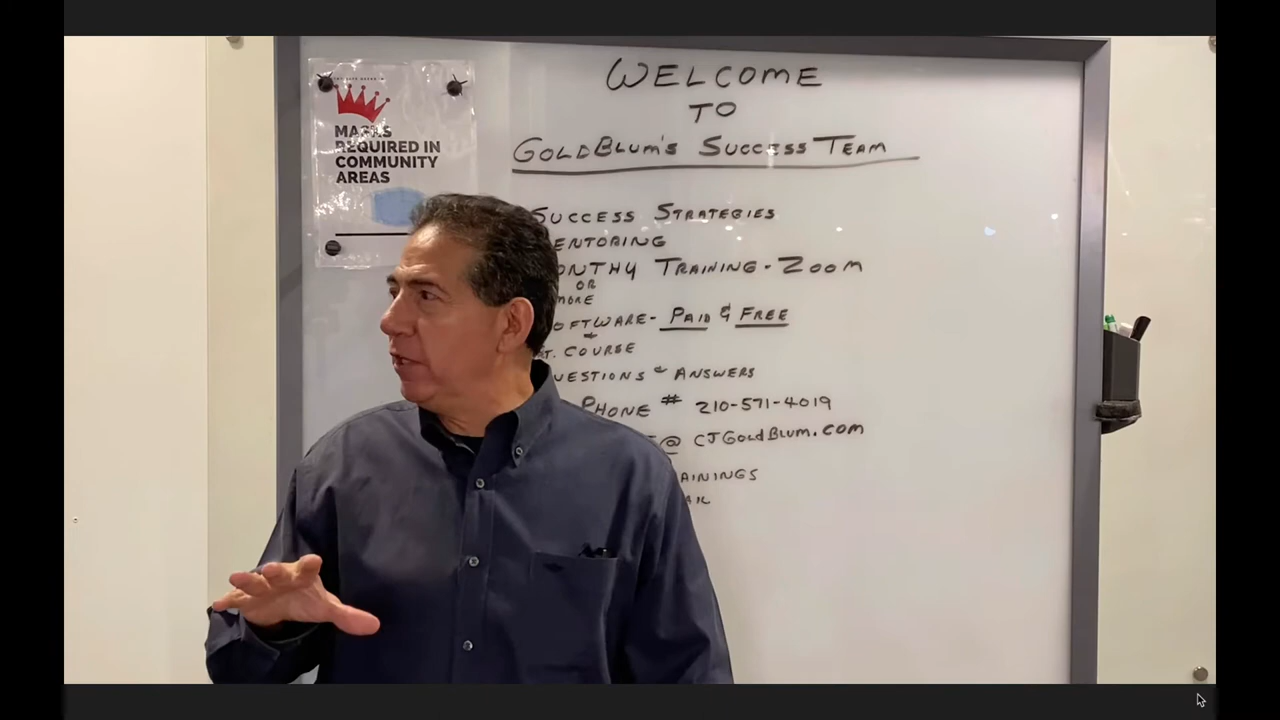 MASKS
REQUIRED IN
COMMUNITY
AREAS
WELCOME
TO
GOLDBLUM'S SUCCESS TEAM
SUCCESS STRATEGIES
ENTORING
ONTHY TRAINING - ZOOM
OR
MORE
OFTWARE - PAID & FREE
&
T. COURSE
UESTIONS & ANSWERS
PHONE # 210-571-4019
@ CJGOLDBLUM.COM
AININGS
AIL